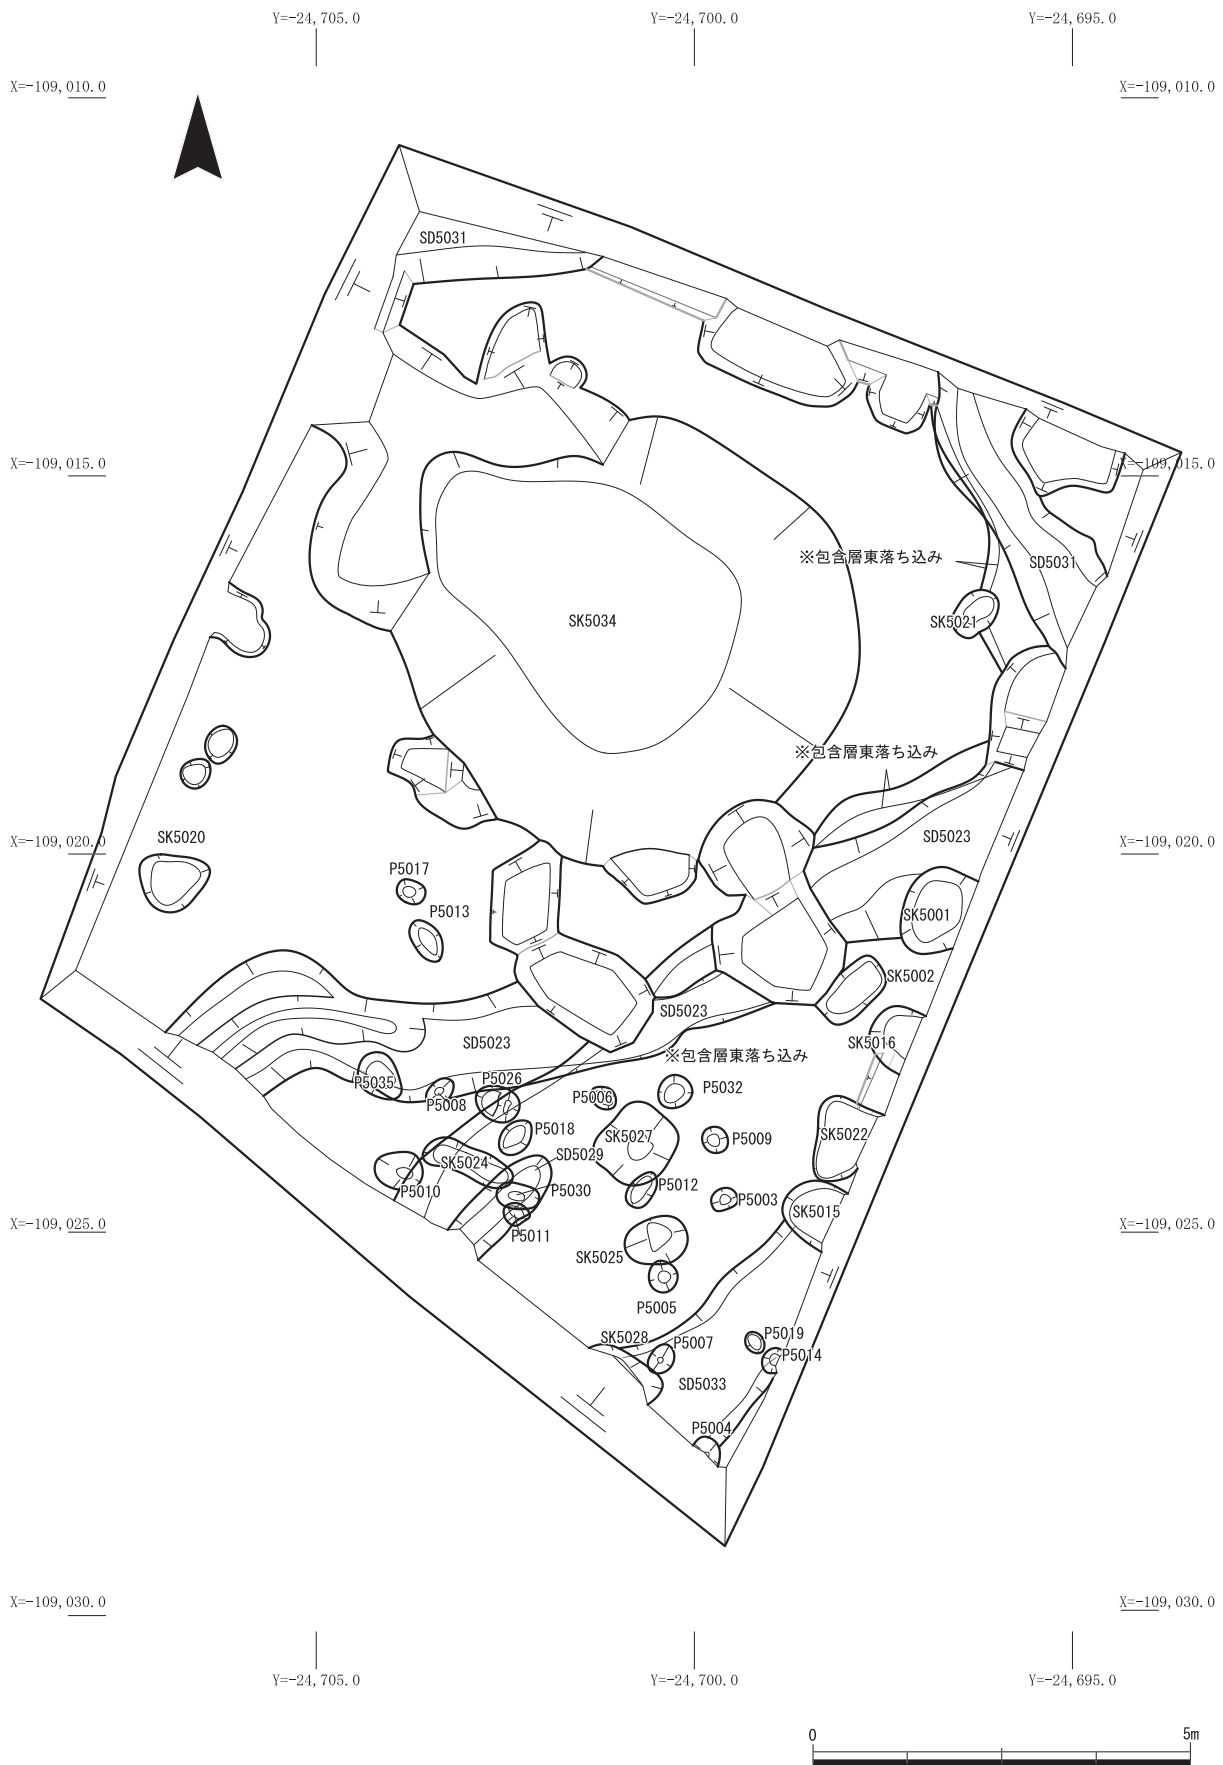 Y=-24,705.0
Y=-24,700.0
Y=-24,695.0
X=-109,010.0
X=-109,010.0
SD5031
X=-109,015.0
X=-109,015.0
※包含層東落ち込み
SD5031
SK5034
SK5021
※包含層東落ち込み
X=-109,020.0
SK5020
SD5023
X=-109,020.0
P5017
P5013
SK5001
SK5002
SD5023
SD5023
SK5016
※包含層東落ち込み
P5035
P5026
P5008
P5006
P5032
P5018
SK5027
P5009
SK5022
SK5024
SD5029
P5010
P5030
P5012
P5003
SK5015
X=-109,025.0
P5011
X=-109,025.0
SK5025
P5005
SK5028
P5007
P5019
P5014
SD5033
P5004
X=-109,030.0
X=-109,030.0
Y=-24,705.0
Y=-24,700.0
Y=-24,695.0
0
5m